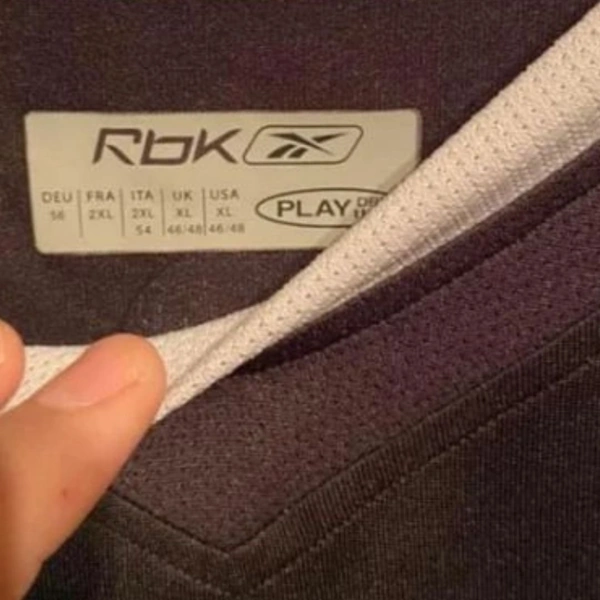 Rbk
DEU FRA ITA UK USA
56 2XL 2XL XL XL
54 46/48 46/48
PLAY